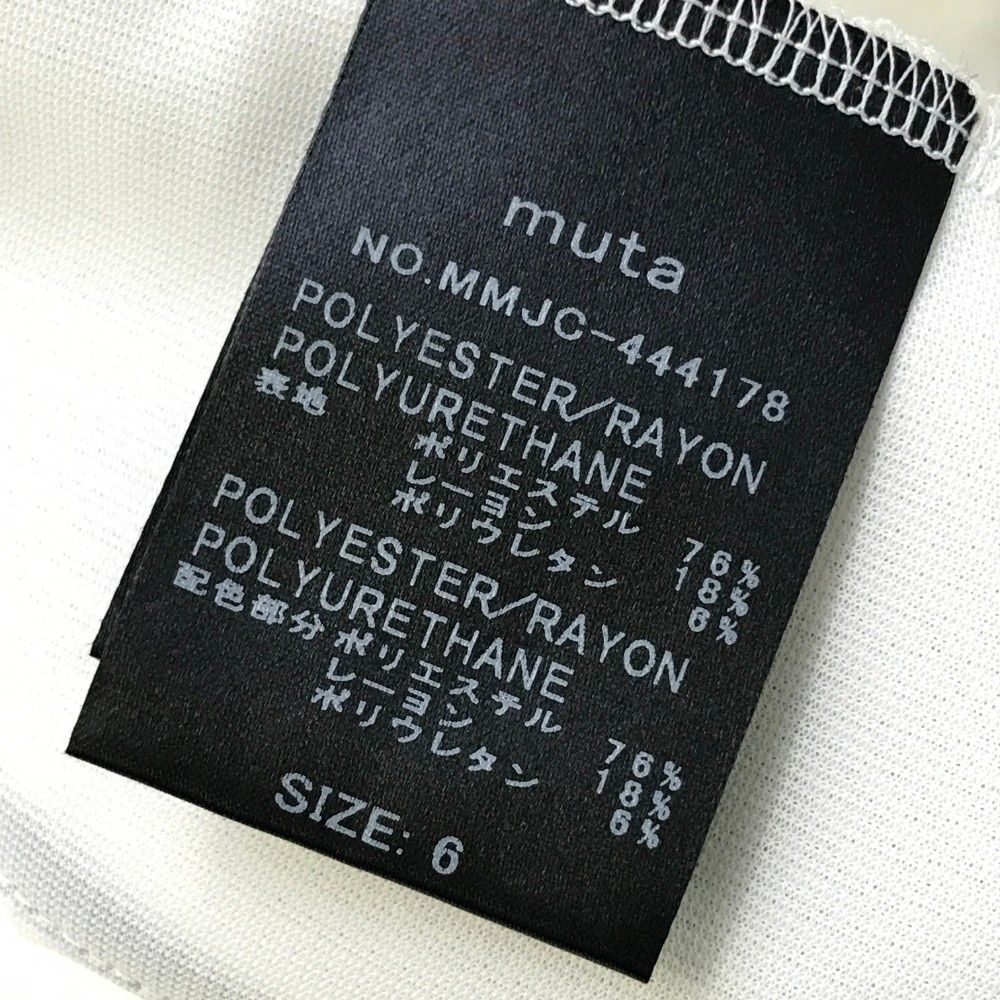 muta
NO.MMJC-444178
POLYESTER/RAYON
POLYURETHANE
表地 ポリエステル 76%
レーヨン 18%
ポリウレタン 6%
POLYESTER/RAYON
POLYURETHANE
配色部分 ポリエステル 76%
レーヨン 18%
ポリウレタン 6%
SIZE: 6